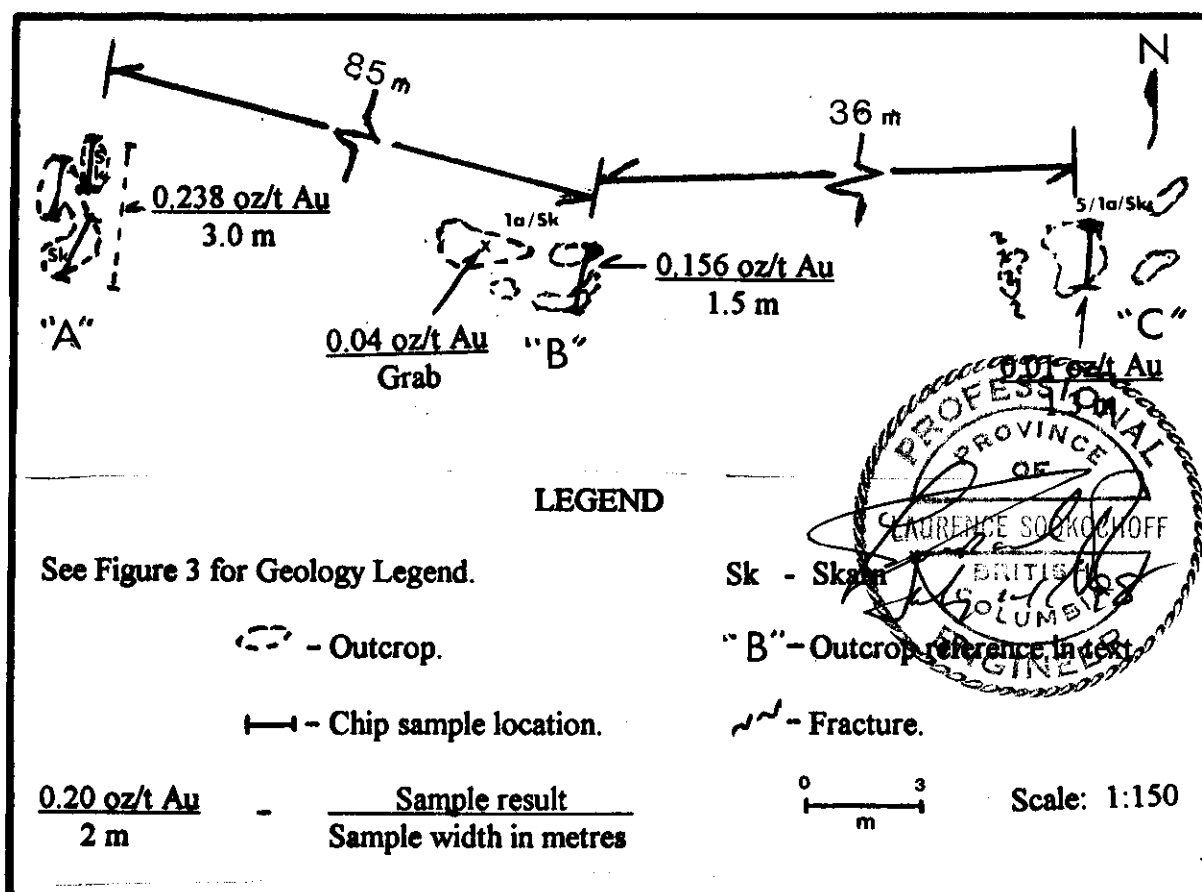 N
85 m
36 m
0.238 oz/t Au
3.0 m
Sk
Sk
1a/Sk
5/1a/Sk
0.156 oz/t Au
1.5 m
"A"
"B"
"C"
0.04 oz/t Au
Grab
0.01 oz/t Au
1.5 m
PROFESSIONAL
PROVINCE
OF
LAURENCE SOOKOCHOFF
BRITISH
COLUMBIA
ENGINEER
LEGEND
See Figure 3 for Geology Legend.
Sk - Skarn
- Outcrop.
"B" - Outcrop reference in text.
- Chip sample location.
- Fracture.
0.20 oz/t Au - Sample result
2 m Sample width in metres
0 3
m
Scale: 1:150